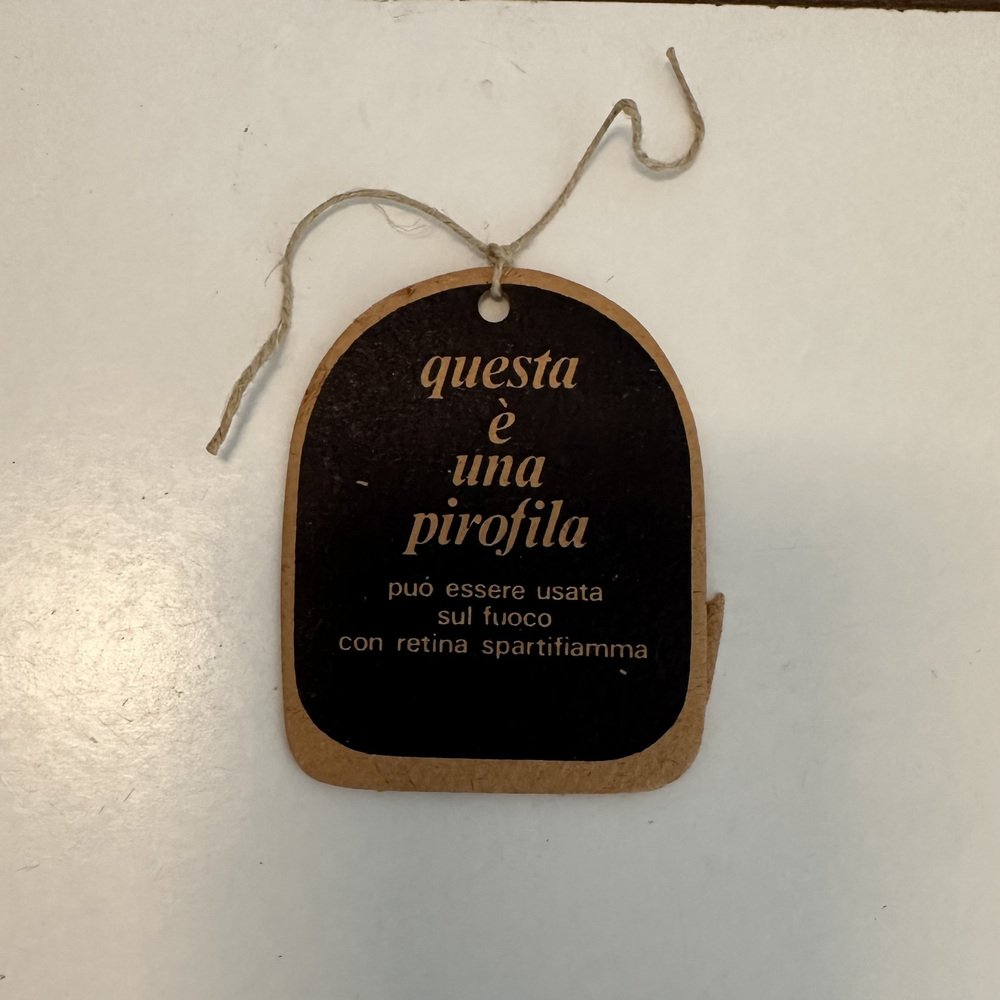 questa
è
una
pirofila
puó essere usata
sul fuoco
con retina spartifiamma